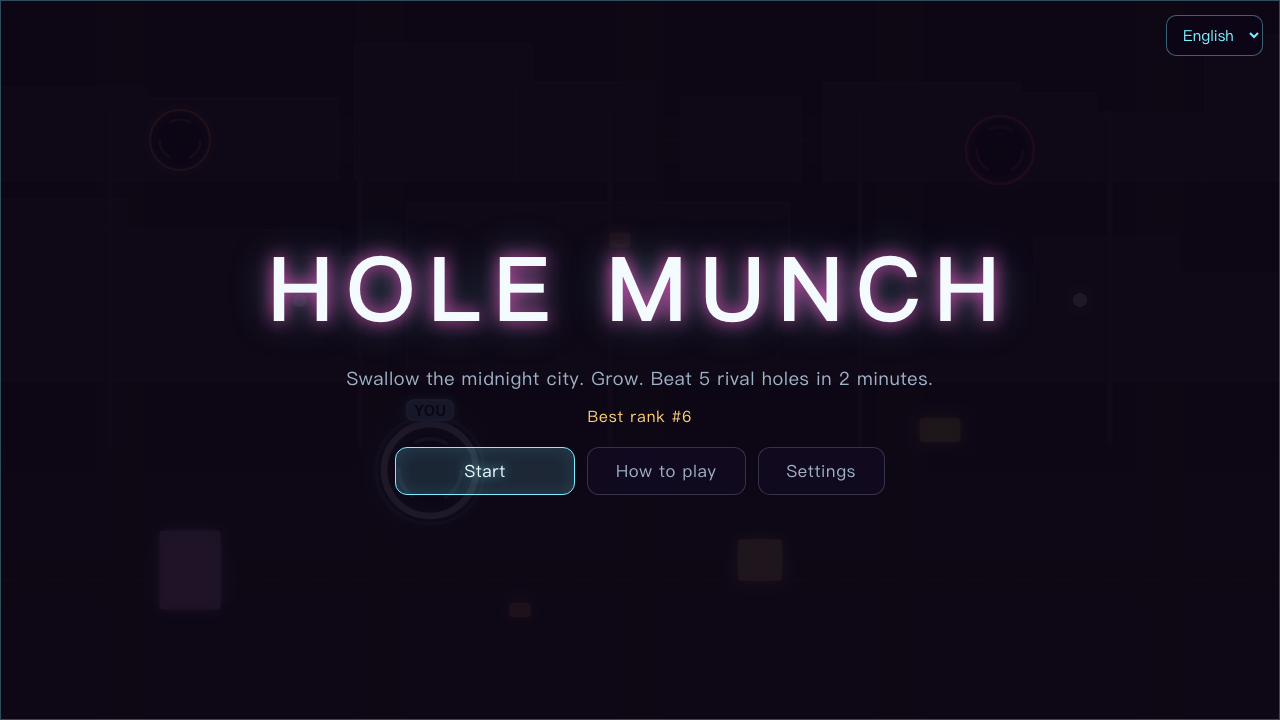 English
HOLE MUNCH
Swallow the midnight city. Grow. Beat 5 rival holes in 2 minutes.
Best rank #6
YOU
Start
How to play
Settings